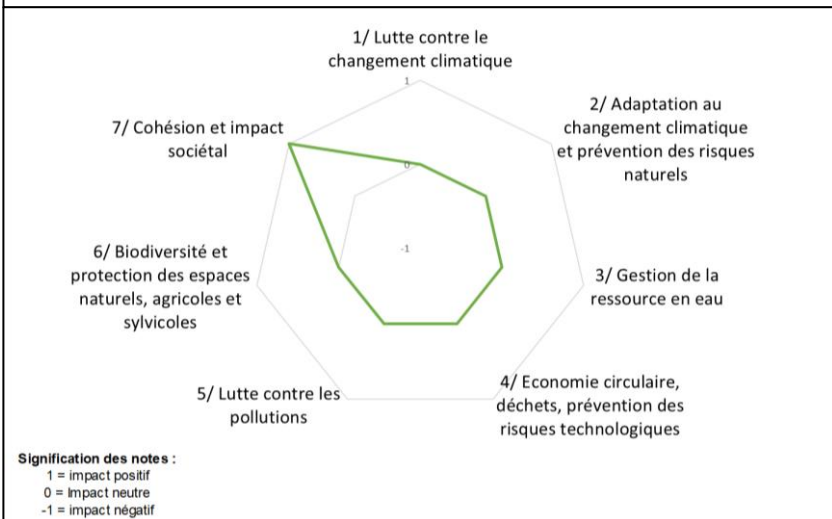 1/ Lutte contre le
changement climatique
1
2/ Adaptation au
changement climatique
et prévention des risques
naturels
7/ Cohésion et impact
sociétal
0
-1
6/ Biodiversité et
protection des espaces
naturels, agricoles et
sylvicoles
3/ Gestion de la
ressource en eau
5/ Lutte contre les
pollutions
4/ Economie circulaire,
déchets, prévention des
risques technologiques
Signification des notes :
1 = impact positif
0 = Impact neutre
-1 = impact négatif